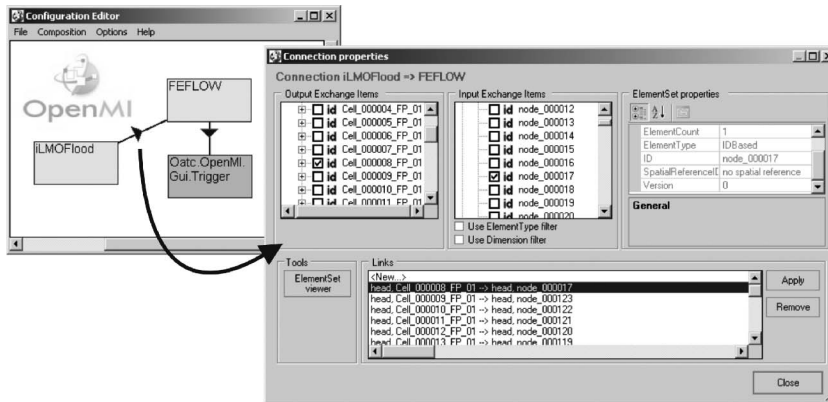 Configuration Editor
File Composition Options Help
OpenMI
FEFLOW
iLMOFlood
Oatc.OpenMI.
Gui.Trigger
Connection properties
Connection iLMOFlood => FEFLOW
Output Exchange Items
id Cell_000004_FP_01
id Cell_000005_FP_01
id Cell_000006_FP_01
id Cell_000007_FP_01
id Cell_000008_FP_01
id Cell_000009_FP_01
id Cell_000010_FP_01
id Cell_000011_FP_01
Input Exchange Items
id node_000012
id node_000013
id node_000014
id node_000015
id node_000016
id node_000017
id node_000018
id node_000019
id node_000020
Use ElementType filter
Use Dimension filter
ElementSet properties
ElementCount 1
ElementType IDBased
ID node_000017
SpatialReferenceID no spatial reference
Version 0
General
Tools
ElementSet
viewer
Links
<New...>
head, Cell_000008_FP_01 --> head, node_000017
head, Cell_000009_FP_01 --> head, node_000123
head, Cell_000010_FP_01 --> head, node_000122
head, Cell_000011_FP_01 --> head, node_000121
head, Cell_000012_FP_01 --> head, node_000120
head, Cell_000013_FP_01 --> head, node_000119
Apply
Remove
Close